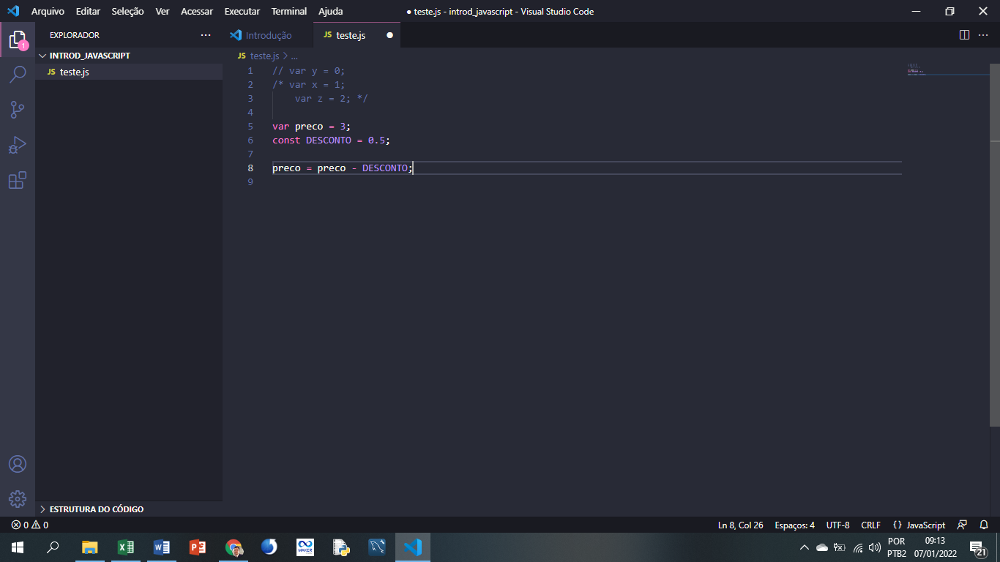 Arquivo Editar Seleção Ver Acessar Executar Terminal Ajuda ● teste.js - introd_javascript - Visual Studio Code
EXPLORADOR ···
Introdução JS teste.js ●
1
INTROD_JAVASCRIPT
JS teste.js
JS teste.js > ...
1 // var y = 0;
2 /* var x = 1;
3 var z = 2; */
4
5 var preco = 3;
6 const DESCONTO = 0.5;
7
8 preco = preco - DESCONTO;
9
ESTRUTURA DO CÓDIGO
0 0 Ln 8, Col 26 Espaços: 4 UTF-8 CRLF {} JavaScript
MAKER
POR
PTB2
09:13
07/01/2022
21